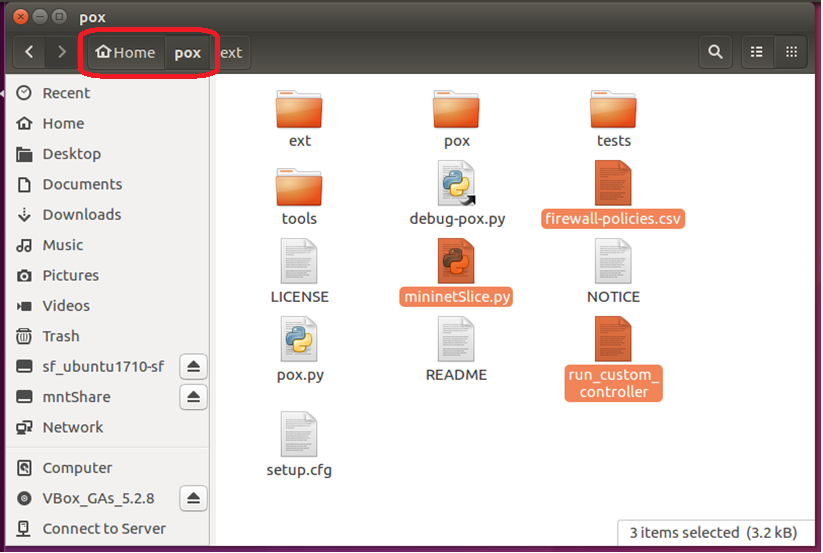 pox
Home
pox
ext
Recent
Home
Desktop
Documents
Downloads
Music
Pictures
Videos
Trash
sf_ubuntu1710-sf
mntShare
Network
Computer
VBox_GAs_5.2.8
Connect to Server
ext
pox
tests
tools
debug-pox.py
firewall-policies.csv
LICENSE
mininetSlice.py
NOTICE
pox.py
README
run_custom_
controller
setup.cfg
3 items selected (3.2 kB)